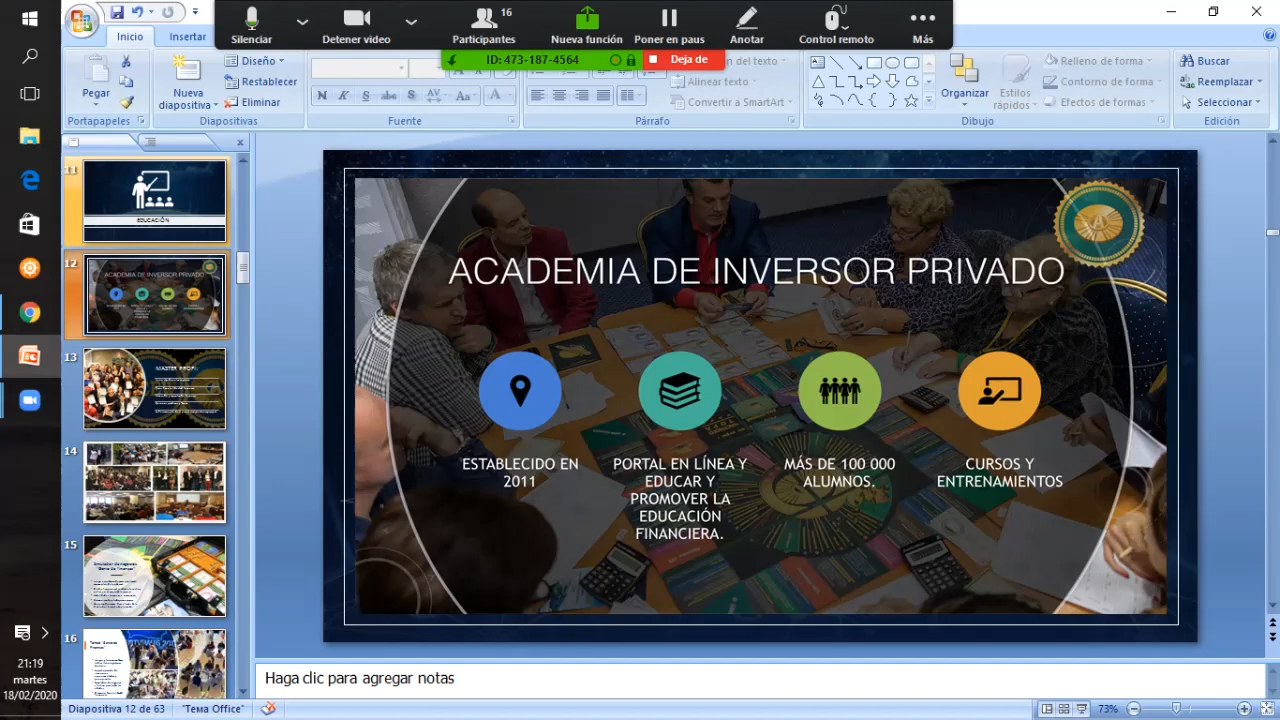 16
Silenciar
Detener video
Participantes
Nueva función
Poner en paus
Anotar
Control remoto
Más
ID: 473-187-4564
Deja de
Inicio
Insertar
Pegar
Portapapeles
Nueva
diapositiva
Diseño
Restablecer
Eliminar
Diapositivas
N K S abc S AV Aa A
Fuente
del texto
Alinear texto
Convertir a SmartArt
Párrafo
Organizar
Estilos
rápidos
Relleno de forma
Contorno de forma
Efectos de formas
Dibujo
Buscar
Reemplazar
Seleccionar
Edición
11
EDUCACIÓN
12
ACADEMIA DE INVERSOR PRIVADO
13
14
15
16
ACADEMIA DE INVERSOR PRIVADO
ESTABLECIDO EN
2011
PORTAL EN LÍNEA Y
EDUCAR Y
PROMOVER LA
EDUCACIÓN
FINANCIERA.
MÁS DE 100 000
ALUMNOS.
CURSOS Y
ENTRENAMIENTOS
Haga clic para agregar notas
21:19
martes
18/02/2020
Diapositiva 12 de 63
"Tema Office"
73%